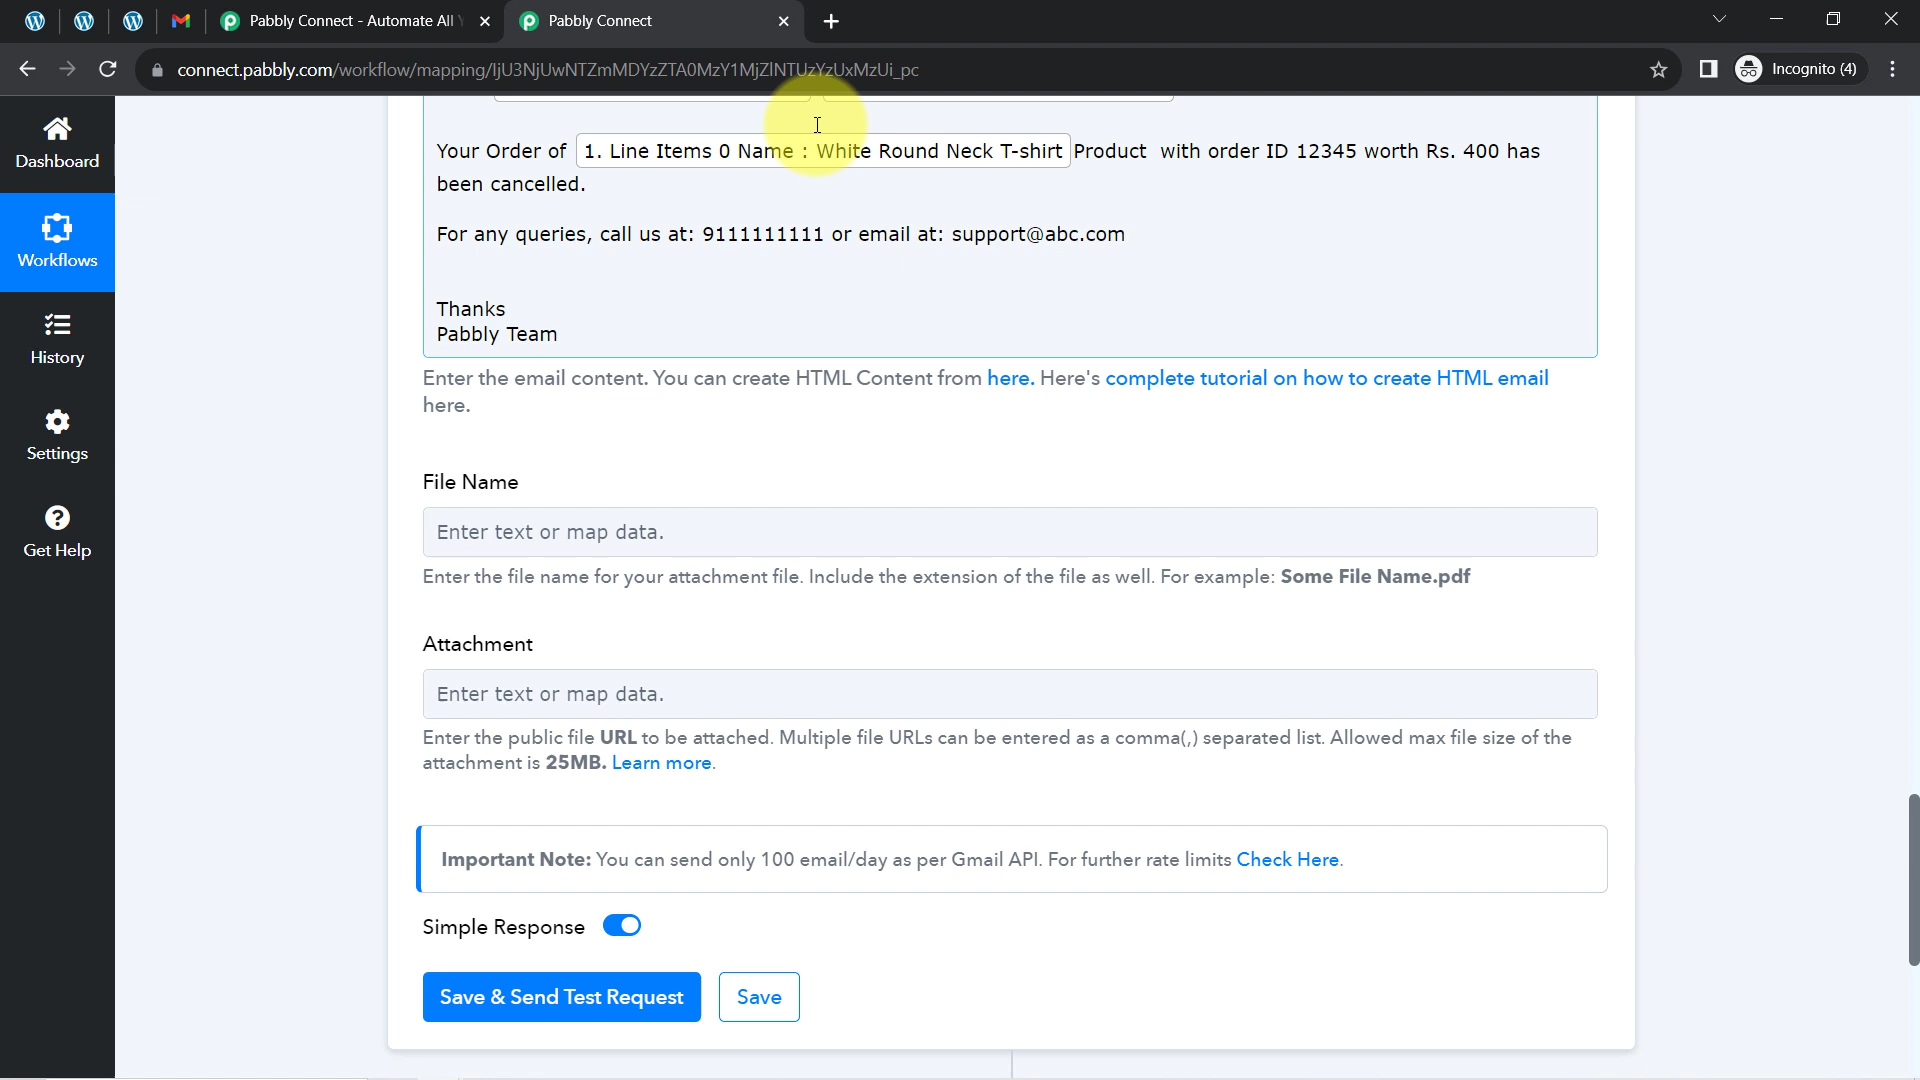 Pabbly Connect - Automate All Y
Pabbly Connect
connect.pabbly.com/workflow/mapping/IjU3NjUwNTZmMDYzZTA0MzY1MjZlNTUzYzUxMzUi_pc
Incognito (4)
Dashboard
Workflows
History
Settings
Get Help
Your Order of 1. Line Items 0 Name : White Round Neck T-shirt Product with order ID 12345 worth Rs. 400 has
been cancelled.
For any queries, call us at: 9111111111 or email at: support@abc.com
Thanks
Pabbly Team
Enter the email content. You can create HTML Content from here. Here's complete tutorial on how to create HTML email
here.
File Name
Enter text or map data.
Enter the file name for your attachment file. Include the extension of the file as well. For example: Some File Name.pdf
Attachment
Enter text or map data.
Enter the public file URL to be attached. Multiple file URLs can be entered as a comma(,) separated list. Allowed max file size of the
attachment is 25MB. Learn more.
Important Note: You can send only 100 email/day as per Gmail API. For further rate limits Check Here.
Simple Response
Save & Send Test Request
Save